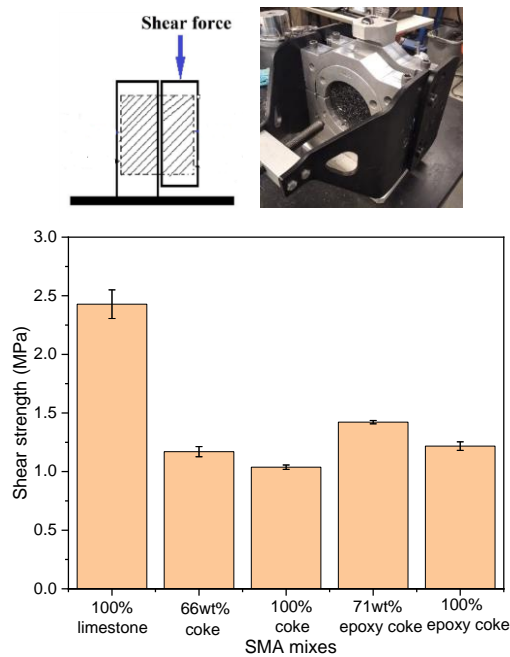 Shear force
3.0
2.5
2.0
1.5
1.0
0.5
0.0
Shear strength (MPa)
100%
limestone
66wt%
coke
100%
coke
71wt%
epoxy coke
100%
epoxy coke
SMA mixes